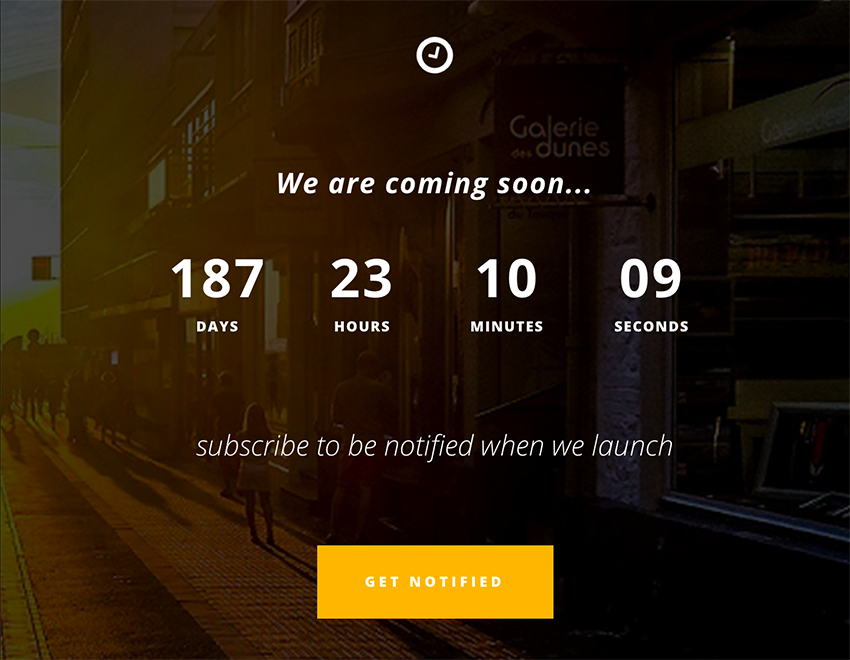 Galerie
des dunes
We are coming soon...
187 23 10 09
DAYS HOURS MINUTES SECONDS
subscribe to be notified when we launch
GET NOTIFIED